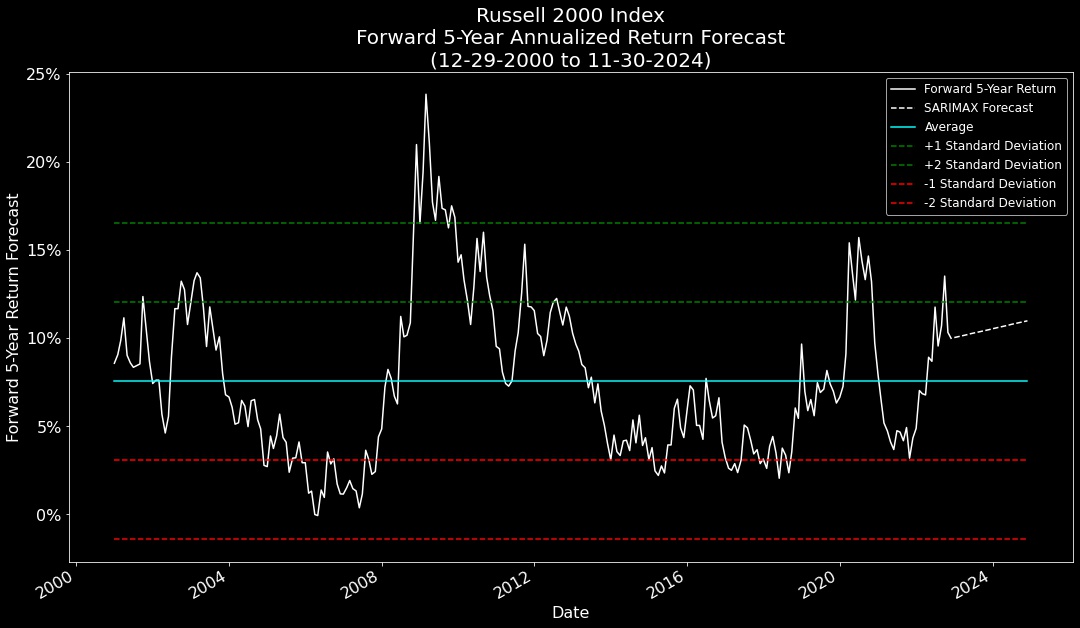 Russell 2000 Index
Forward 5-Year Annualized Return Forecast
(12-29-2000 to 11-30-2024)
25%
20%
15%
10%
5%
0%
Forward 5-Year Return Forecast
Forward 5-Year Return
SARIMAX Forecast
Average
+1 Standard Deviation
+2 Standard Deviation
-1 Standard Deviation
-2 Standard Deviation
2000
2004
2008
2012
2016
2020
2024
Date